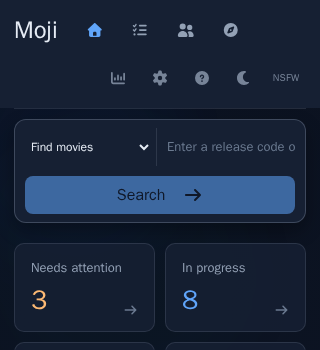 Moji
NSFW
Find movies
Enter a release code o
Search
Needs attention
In progress
3
8